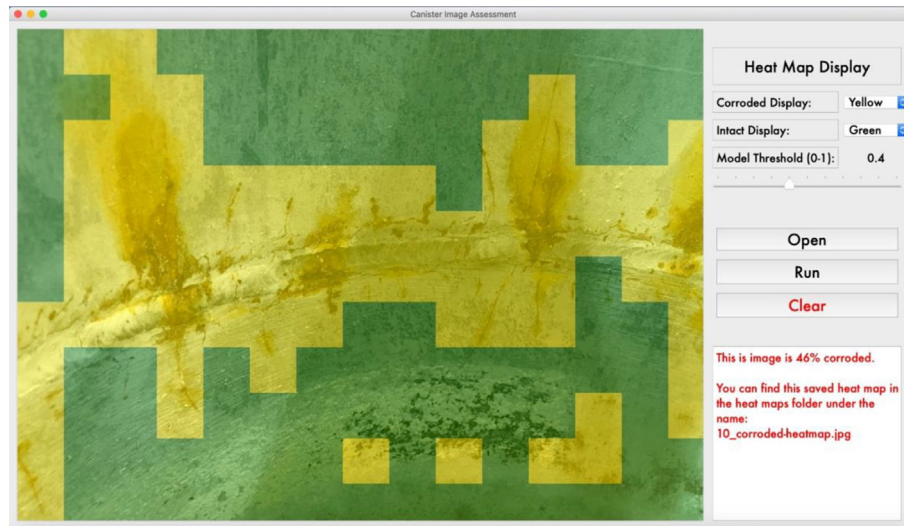 Canister Image Assessment
Heat Map Display
Corroded Display: Yellow
Intact Display: Green
Model Threshold (0-1): 0.4
Open
Run
Clear
This is image is 46% corroded.
You can find this saved heat map in
the heat maps folder under the
name:
10_corroded-heatmap.jpg